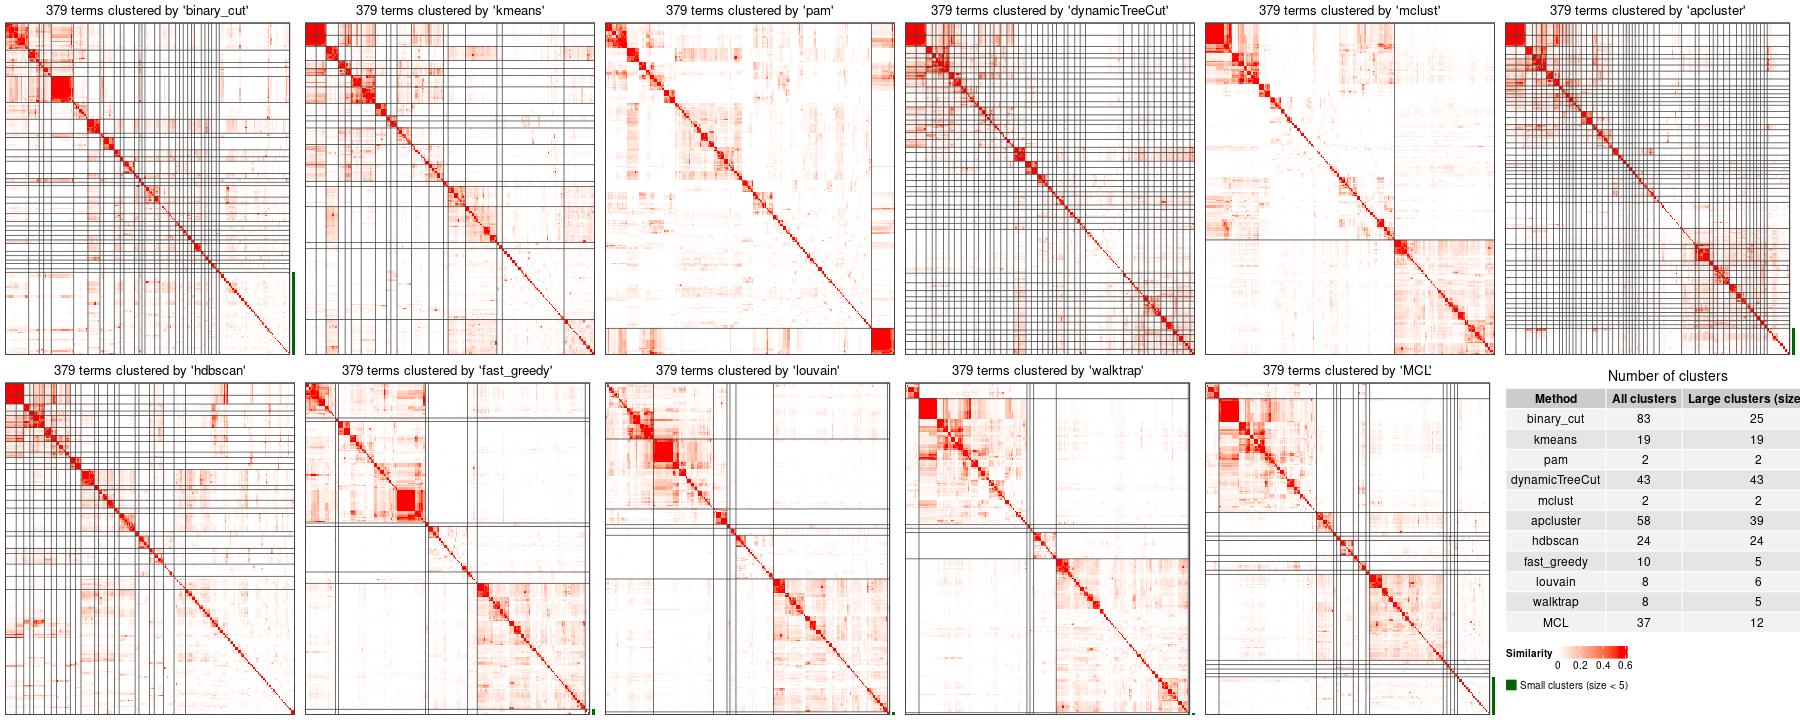 379 terms clustered by 'binary_cut'
379 terms clustered by 'kmeans'
379 terms clustered by 'pam'
379 terms clustered by 'dynamicTreeCut'
379 terms clustered by 'mclust'
379 terms clustered by 'apcluster'
379 terms clustered by 'hdbscan'
379 terms clustered by 'fast_greedy'
379 terms clustered by 'louvain'
379 terms clustered by 'walktrap'
379 terms clustered by 'MCL'
Number of clusters
Method All clusters Large clusters (size
binary_cut 83 25
kmeans 19 19
pam 2 2
dynamicTreeCut 43 43
mclust 2 2
apcluster 58 39
hdbscan 24 24
fast_greedy 10 5
louvain 8 6
walktrap 8 5
MCL 37 12
Similarity
0 0.2 0.4 0.6
Small clusters (size < 5)